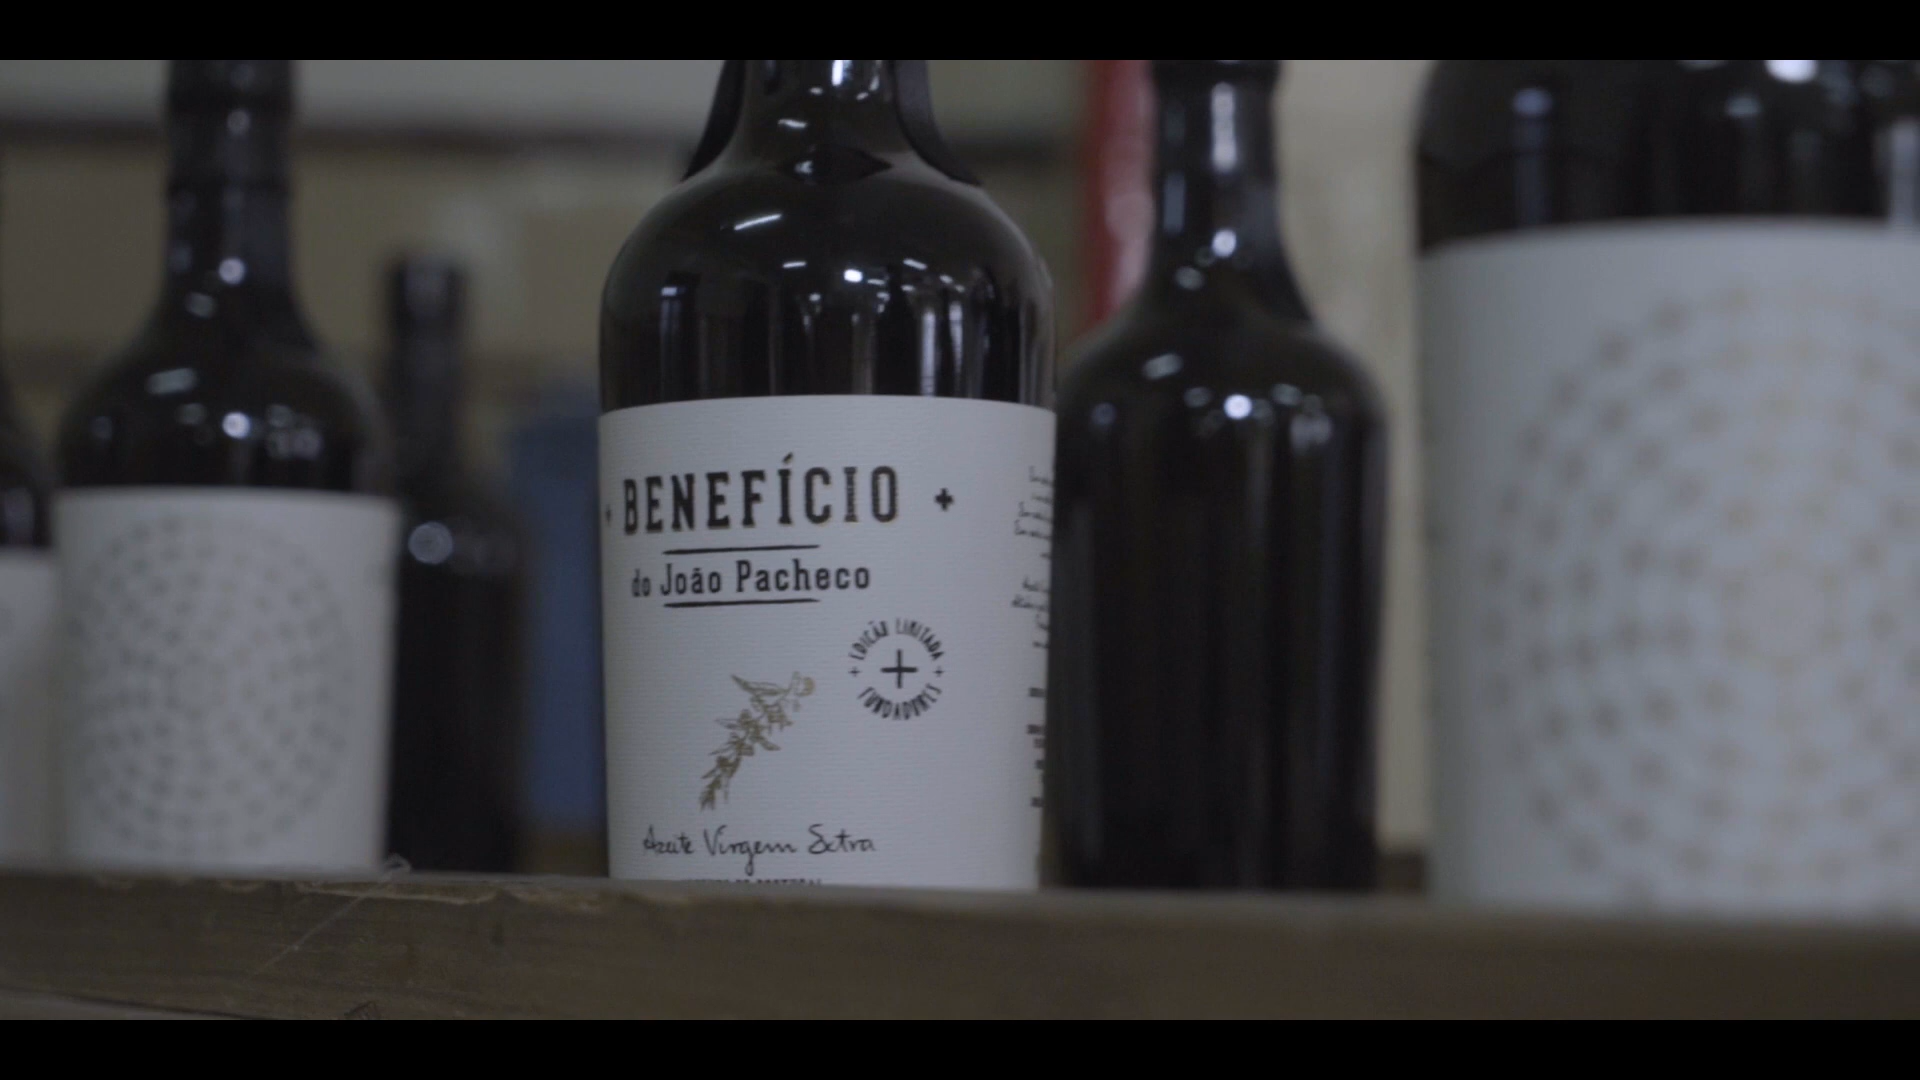 + BENEFÍCIO +
do João Pacheco
+ EDIÇÃO LIMITADA +
FUNDADORES
Azeite Virgem Extra